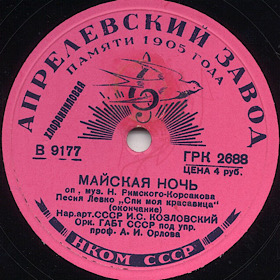 АПРЕЛЕВСКИЙ ЗАВОД
ПАМЯТИ 1905 ГОДА
хлорвиниловая
В 9177
ГРК 2688
ЦЕНА 4 руб.
МАЙСКАЯ НОЧЬ
оп., муз. Н. Римского-Корсакова
Песня Левко „Спи моя красавица"
(окончание)
Нар. арт. СССР И. С. КОЗЛОВСКИЙ
Орк. ГАБТ СССР под упр.
проф. А. И. Орлова
НКОМ СССР